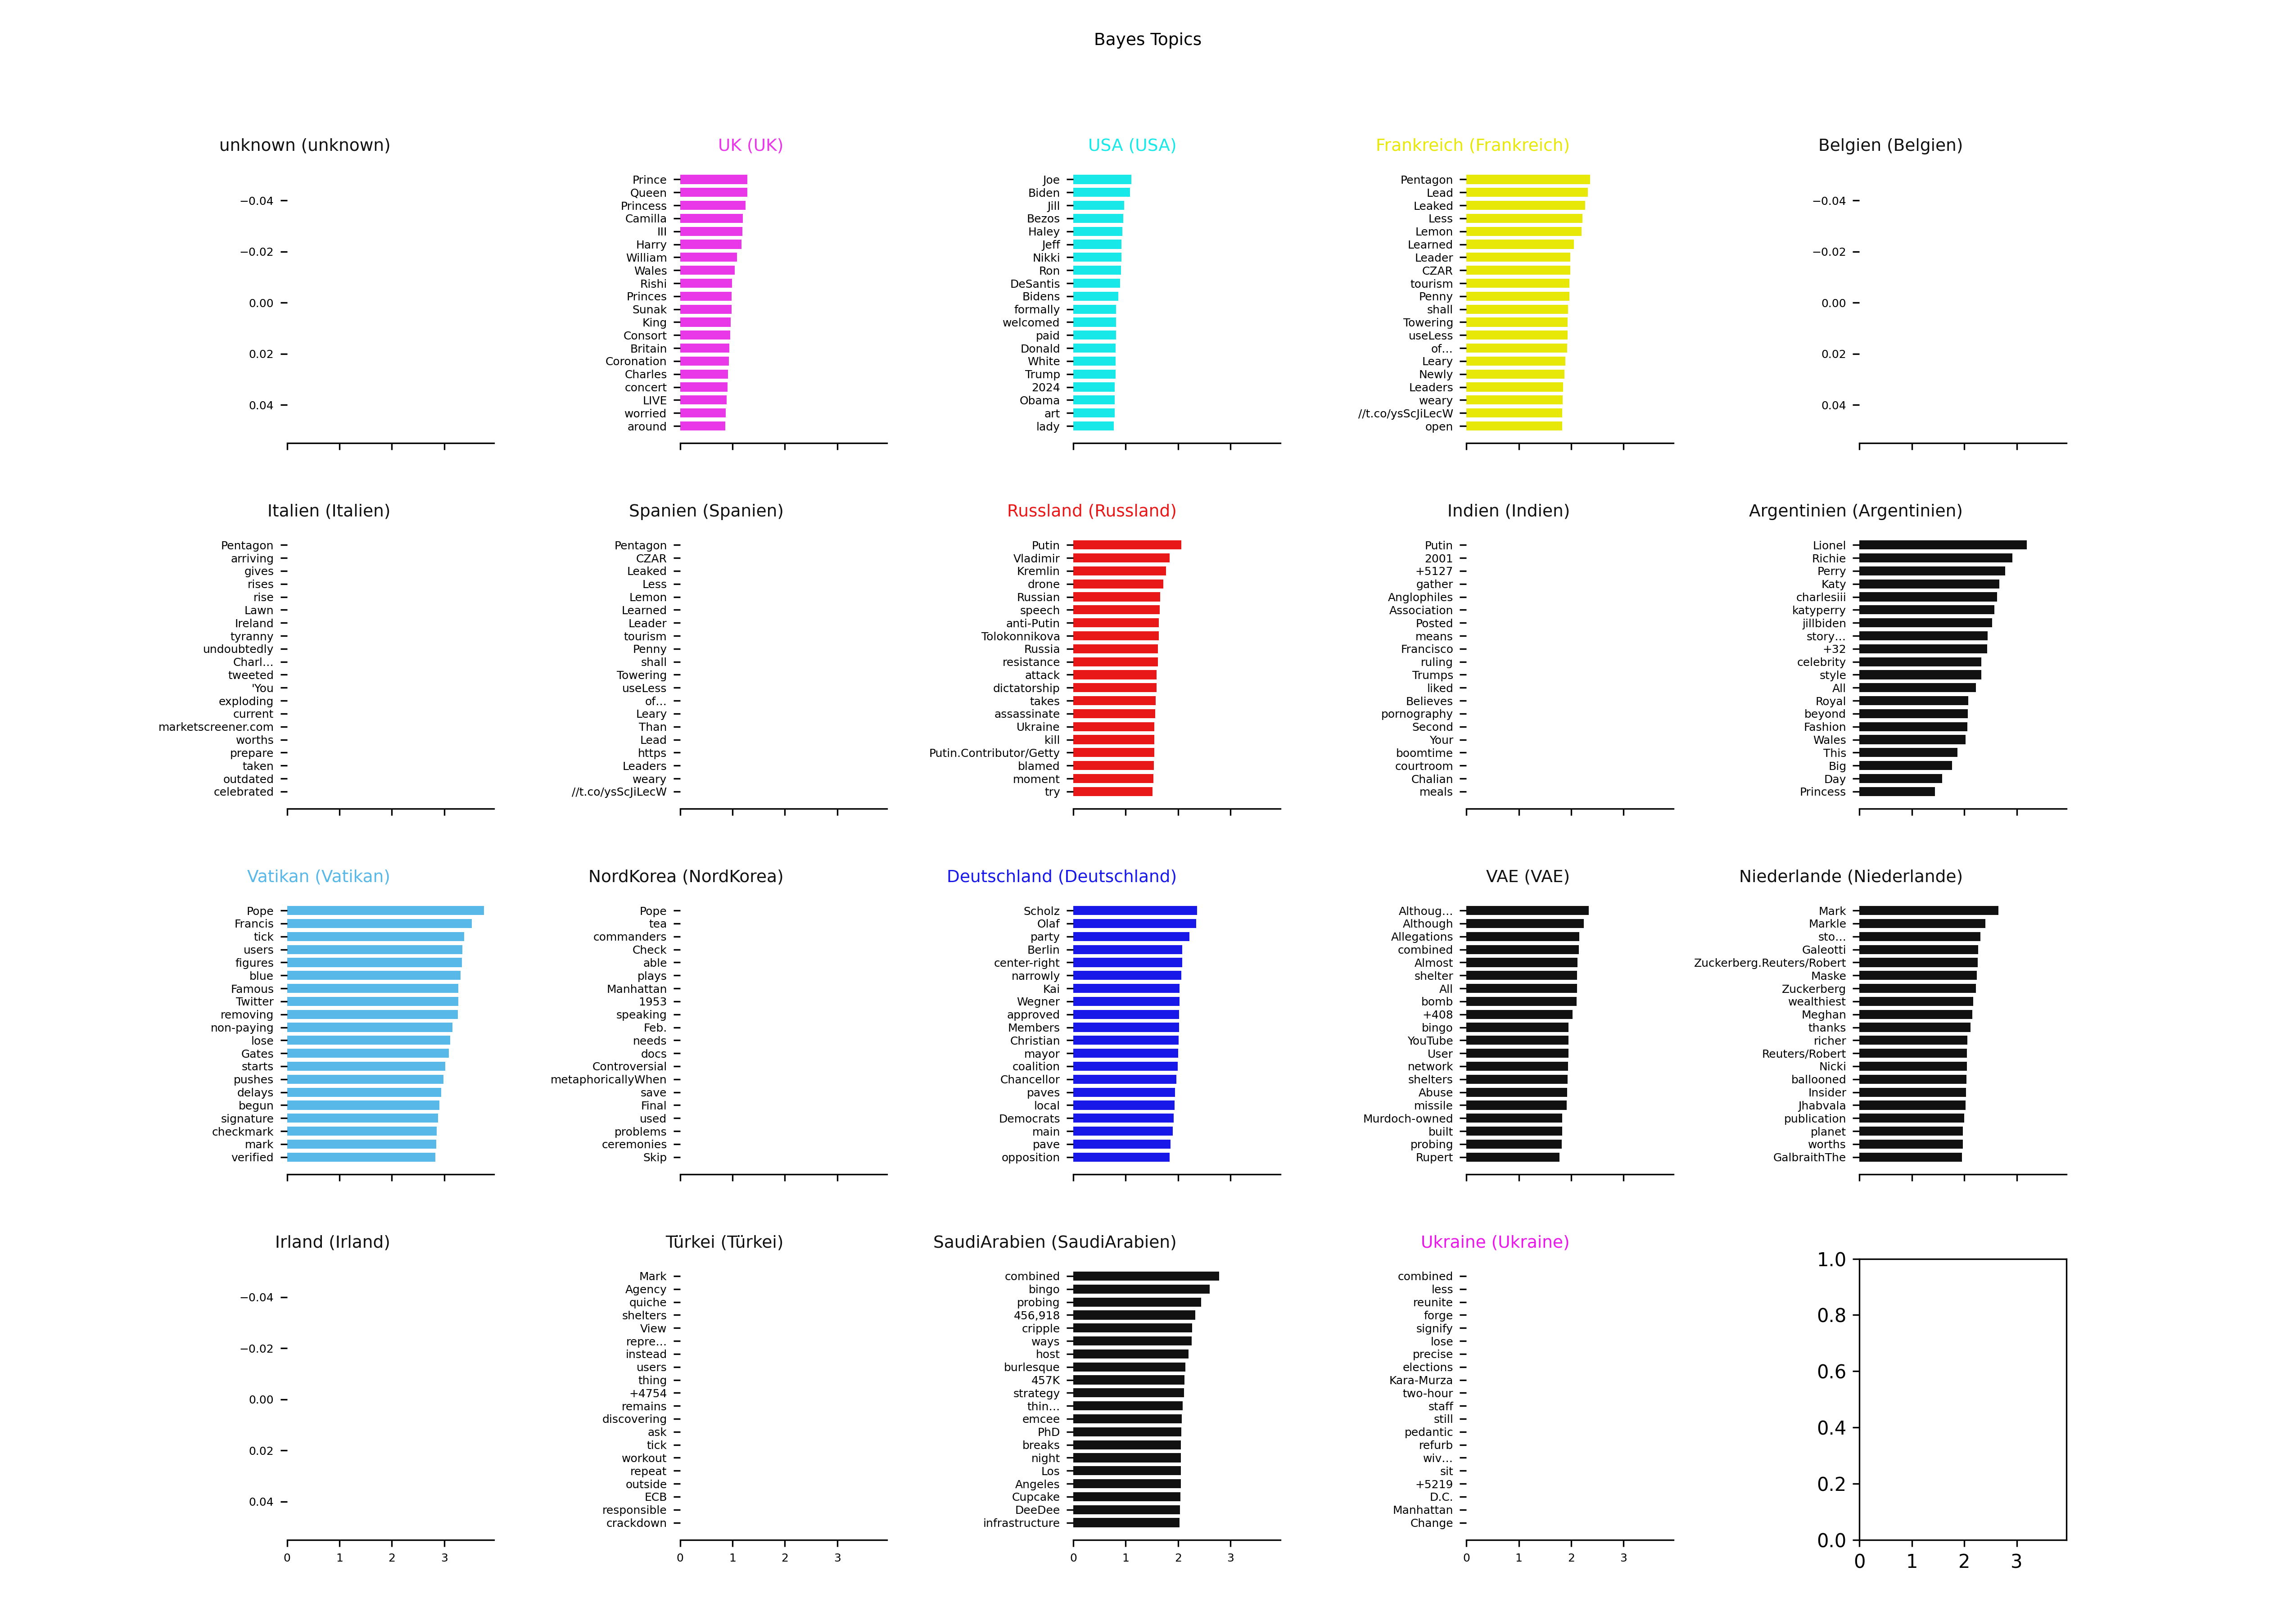 Bayes Topics
unknown (unknown)
−0.04
−0.02
0.00
0.02
0.04
UK (UK)
Prince
Queen
Princess
Camilla
III
Harry
William
Wales
Rishi
Princes
Sunak
King
Consort
Britain
Coronation
Charles
concert
LIVE
worried
around
USA (USA)
Joe
Biden
Jill
Bezos
Haley
Jeff
Nikki
Ron
DeSantis
Bidens
formally
welcomed
paid
Donald
White
Trump
2024
Obama
art
lady
Frankreich (Frankreich)
Pentagon
Lead
Leaked
Less
Lemon
Learned
Leader
CZAR
tourism
Penny
shall
Towering
useLess
of…
Leary
Newly
Leaders
weary
//t.co/ysScJiLecW
open
Belgien (Belgien)
−0.04
−0.02
0.00
0.02
0.04
Italien (Italien)
Pentagon
arriving
gives
rises
rise
Lawn
Ireland
tyranny
undoubtedly
Charl…
tweeted
'You
exploding
current
marketscreener.com
worths
prepare
taken
outdated
celebrated
Spanien (Spanien)
Pentagon
CZAR
Leaked
Less
Lemon
Learned
Leader
tourism
Penny
shall
Towering
useLess
of…
Leary
Than
Lead
https
Leaders
weary
//t.co/ysScJiLecW
Russland (Russland)
Putin
Vladimir
Kremlin
drone
Russian
speech
anti-Putin
Tolokonnikova
Russia
resistance
attack
dictatorship
takes
assassinate
Ukraine
kill
Putin.Contributor/Getty
blamed
moment
try
Indien (Indien)
Putin
2001
+5127
gather
Anglophiles
Association
Posted
means
Francisco
ruling
Trumps
liked
Believes
pornography
Second
Your
boomtime
courtroom
Chalian
meals
Argentinien (Argentinien)
Lionel
Richie
Perry
Katy
charlesiii
katyperry
jillbiden
story…
+32
celebrity
style
All
Royal
beyond
Fashion
Wales
This
Big
Day
Princess
Vatikan (Vatikan)
Pope
Francis
tick
users
figures
blue
Famous
Twitter
removing
non-paying
lose
Gates
starts
pushes
delays
begun
signature
checkmark
mark
verified
NordKorea (NordKorea)
Pope
tea
commanders
Check
able
plays
Manhattan
1953
speaking
Feb.
needs
docs
Controversial
metaphoricallyWhen
save
Final
used
problems
ceremonies
Skip
Deutschland (Deutschland)
Scholz
Olaf
party
Berlin
center-right
narrowly
Kai
Wegner
approved
Members
Christian
mayor
coalition
Chancellor
paves
local
Democrats
main
pave
opposition
VAE (VAE)
Althoug…
Although
Allegations
combined
Almost
shelter
All
bomb
+408
bingo
YouTube
User
network
shelters
Abuse
missile
Murdoch-owned
built
probing
Rupert
Niederlande (Niederlande)
Mark
Markle
sto…
Galeotti
Zuckerberg.Reuters/Robert
Maske
Zuckerberg
wealthiest
Meghan
thanks
richer
Reuters/Robert
Nicki
ballooned
Insider
Jhabvala
publication
planet
worths
GalbraithThe
Irland (Irland)
−0.04
−0.02
0.00
0.02
0.04
0 1 2 3
Türkei (Türkei)
Mark
Agency
quiche
shelters
View
repre…
instead
users
thing
+4754
remains
discovering
ask
tick
workout
repeat
outside
ECB
responsible
crackdown
0 1 2 3
SaudiArabien (SaudiArabien)
combined
bingo
probing
456,918
cripple
ways
host
burlesque
457K
strategy
thin…
emcee
PhD
breaks
night
Los
Angeles
Cupcake
DeeDee
infrastructure
0 1 2 3
Ukraine (Ukraine)
combined
less
reunite
forge
signify
lose
precise
elections
Kara-Murza
two-hour
staff
still
pedantic
refurb
wiv…
sit
+5219
D.C.
Manhattan
Change
0 1 2 3
1.0
0.8
0.6
0.4
0.2
0.0
0 1 2 3